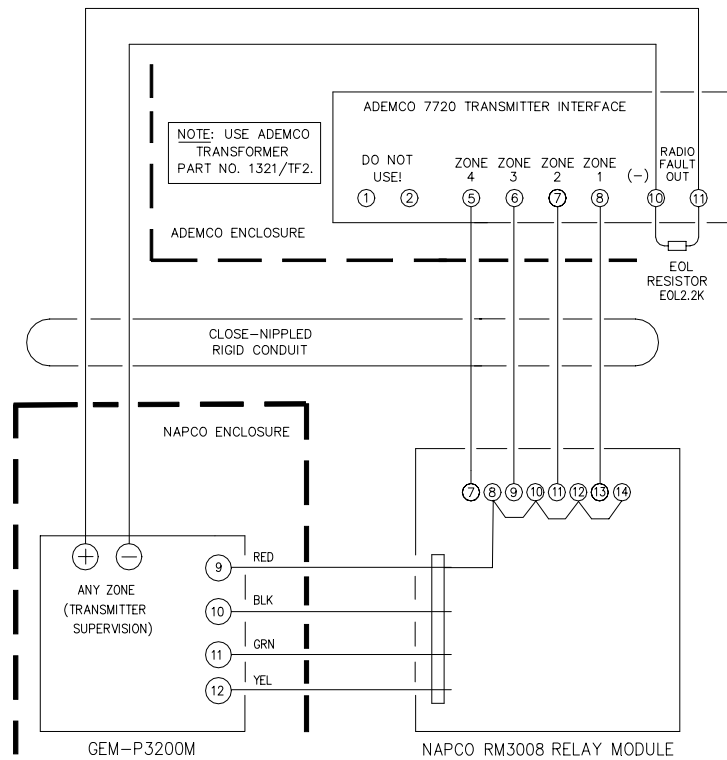 ADEMCO 7720 TRANSMITTER INTERFACE
NOTE: USE ADEMCO
TRANSFORMER
PART NO. 1321/TF2.
DO NOT
USE!
ZONE
4
ZONE
3
ZONE
2
ZONE
1
(–)
RADIO
FAULT
OUT
1
2
5
6
7
8
10
11
ADEMCO ENCLOSURE
EOL
RESISTOR
EOL2.2K
CLOSE–NIPPLED
RIGID CONDUIT
NAPCO ENCLOSURE
7
8
9
10
11
12
13
14
+
–
ANY ZONE
(TRANSMITTER
SUPERVISION)
9
RED
10
BLK
11
GRN
12
YEL
GEM–P3200M
NAPCO RM3008 RELAY MODULE